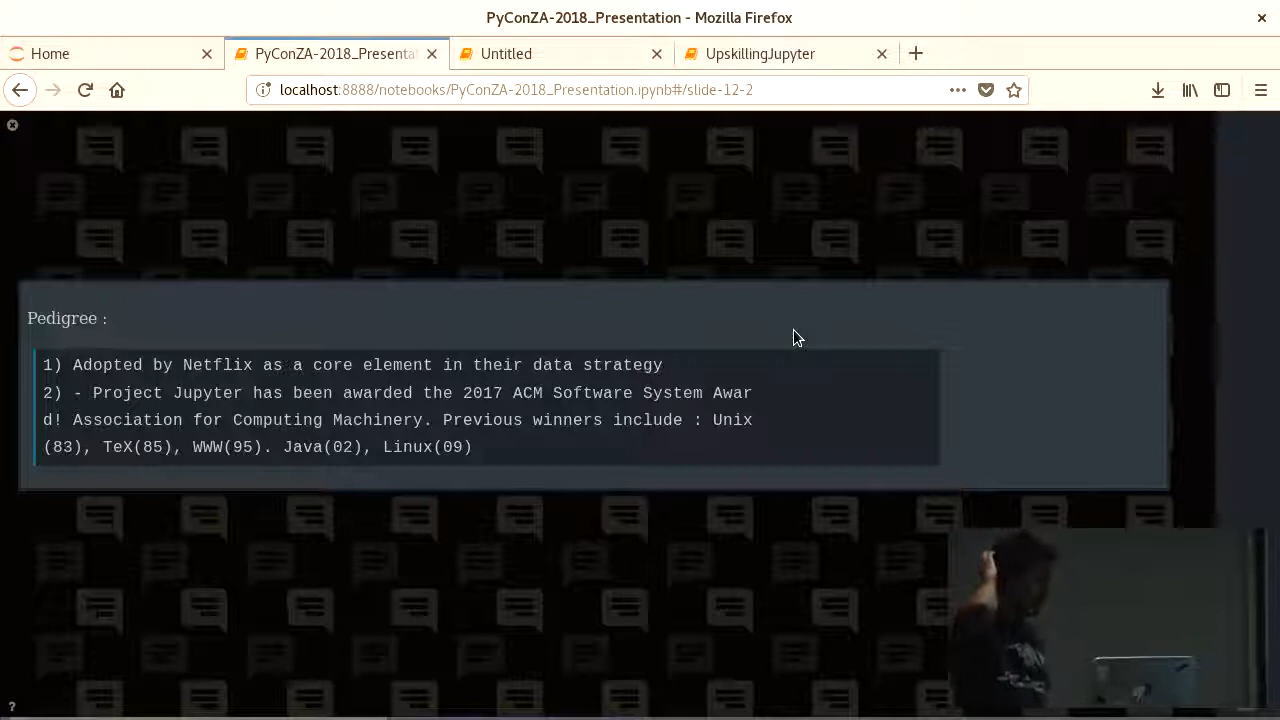 PyConZA-2018_Presentation - Mozilla Firefox
Home
PyConZA-2018_Presentat
Untitled
UpskillingJupyter
localhost:8888/notebooks/PyConZA-2018_Presentation.ipynb#/slide-12-2
Pedigree :
1) Adopted by Netflix as a core element in their data strategy
2) - Project Jupyter has been awarded the 2017 ACM Software System Awar
d! Association for Computing Machinery. Previous winners include : Unix
(83), TeX(85), WWW(95). Java(02), Linux(09)
?